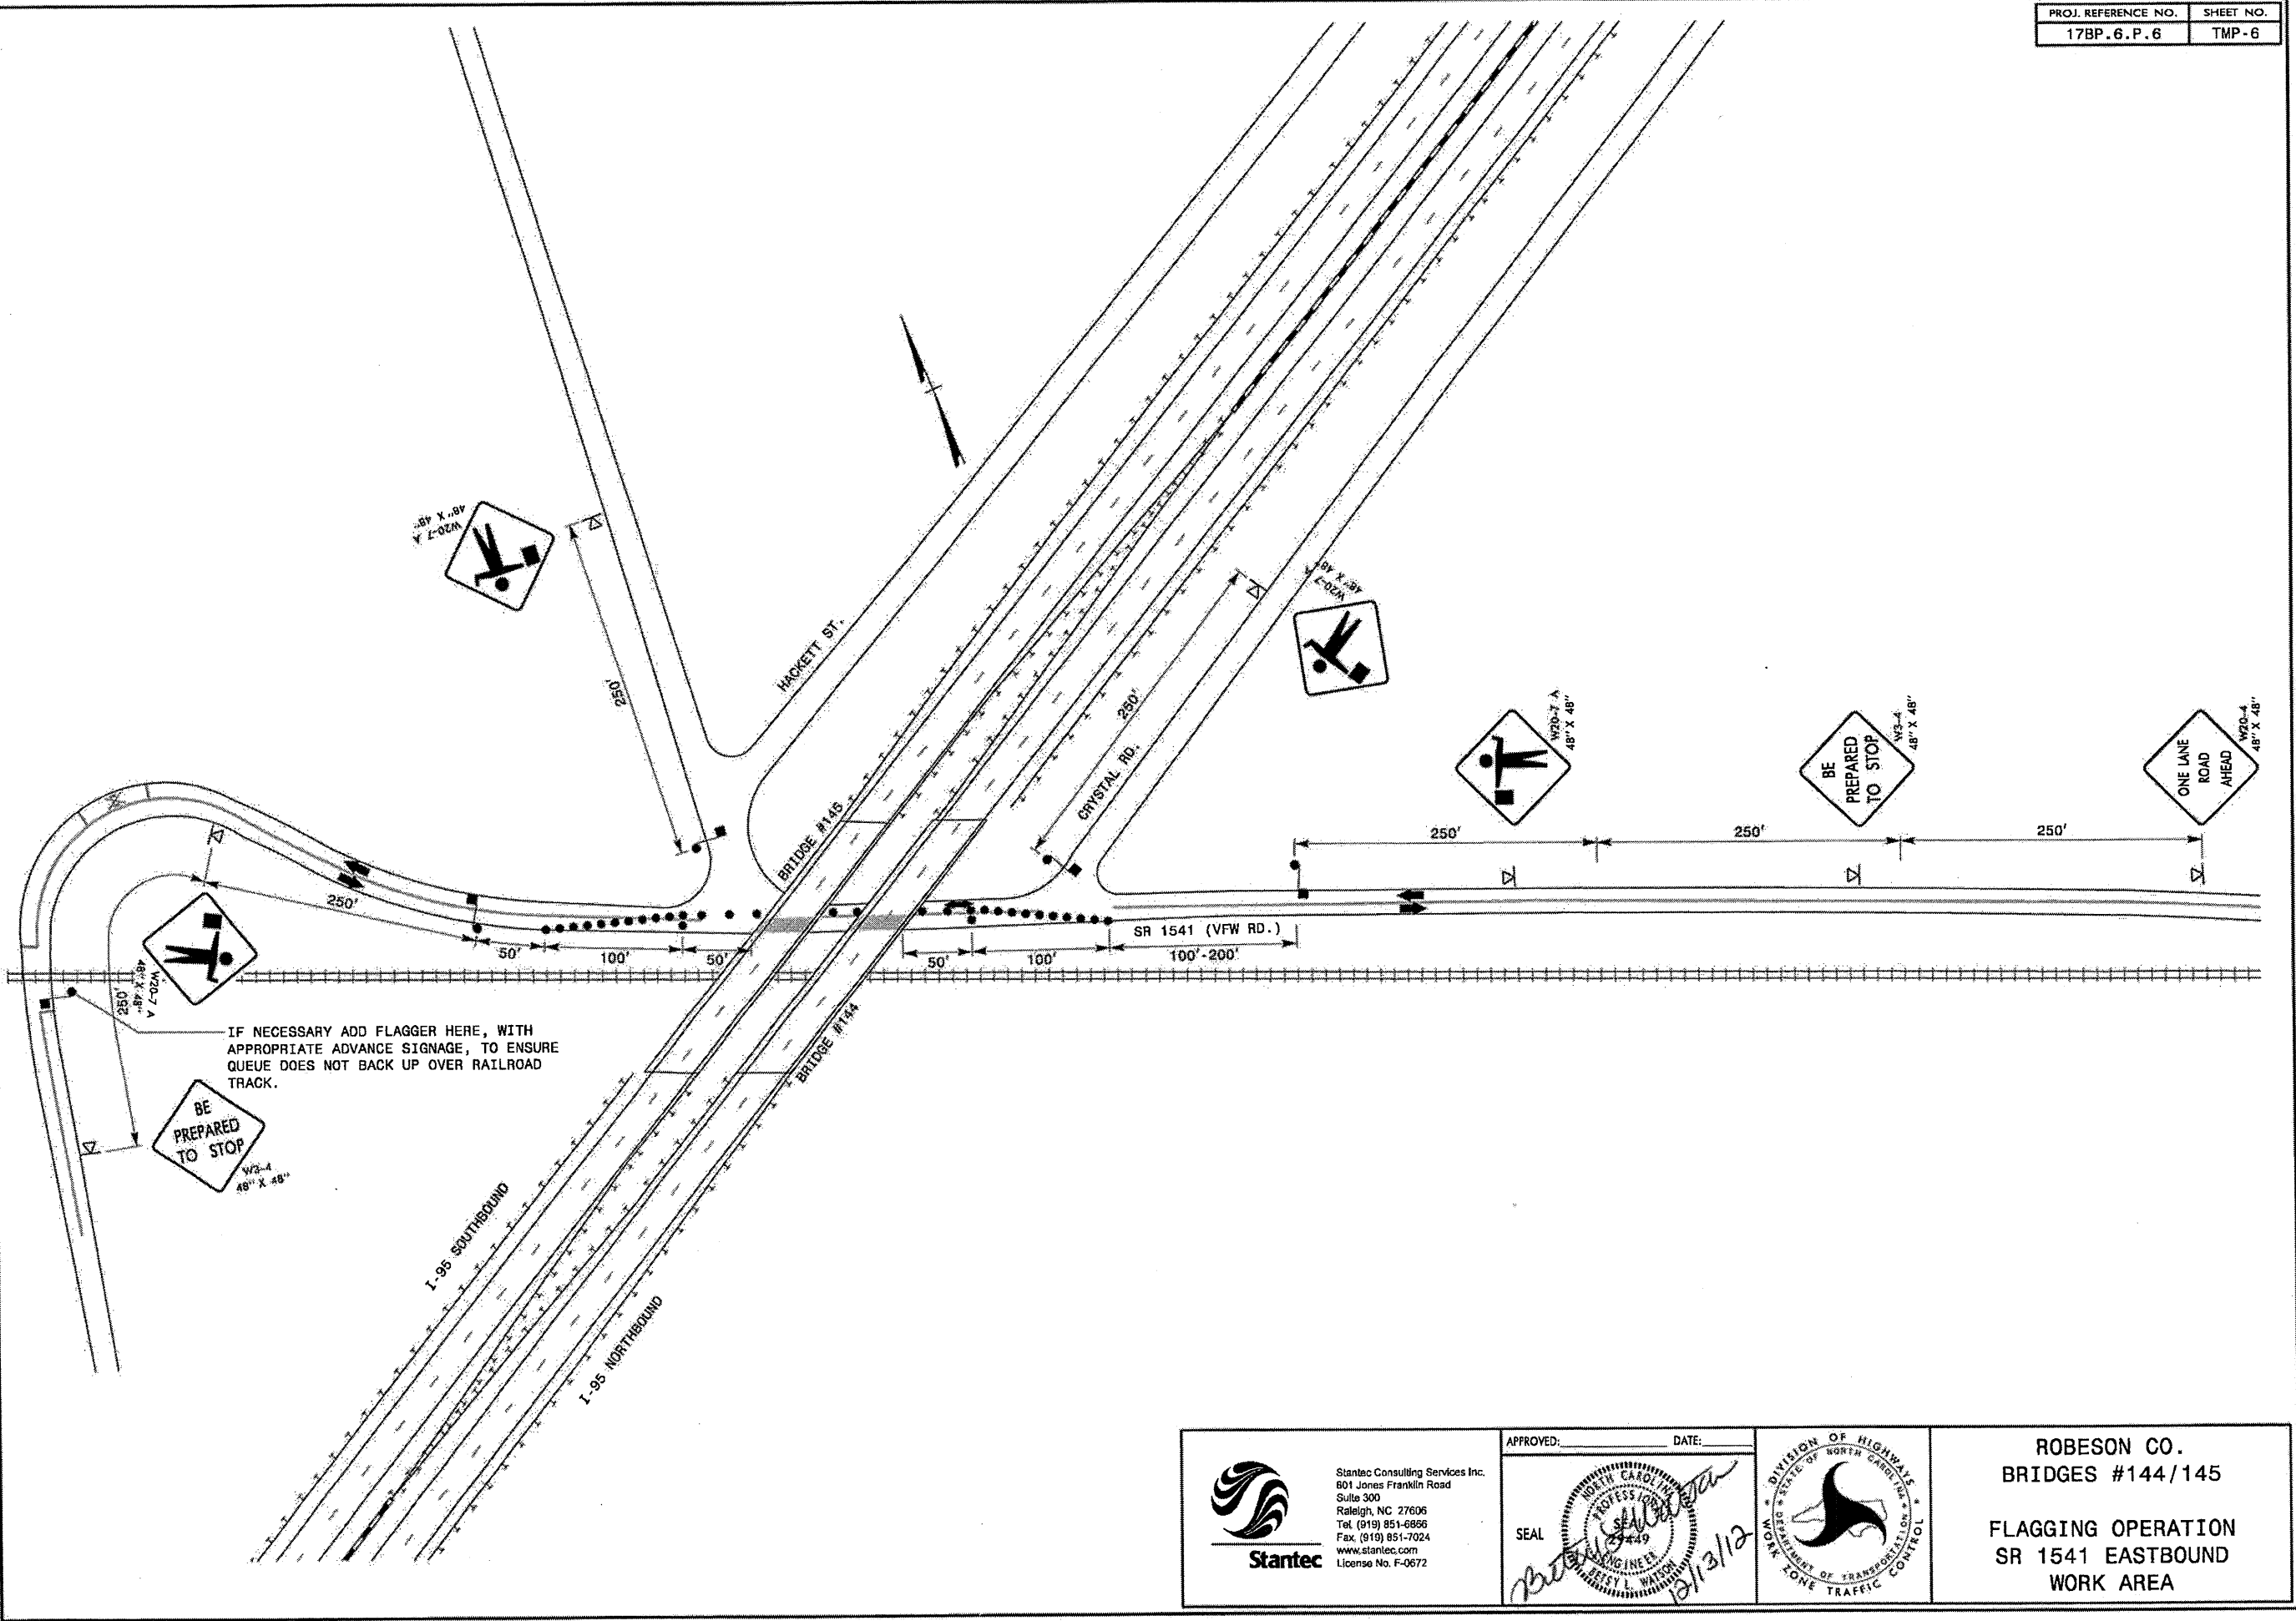 PROJ. REFERENCE NO. SHEET NO.
17BP.6.P.6 TMP-6
W20-7 A
48" X 48"
250'
HACKETT ST.
W20-7 A
48" X 48"
250'
CRYSTAL RD.
BRIDGE #145
W20-7 A
48" X 48"
BE
PREPARED
TO STOP
W3-4
48" X 48"
ONE LANE
ROAD
AHEAD
W20-4
48" X 48"
250'
250'
250'
250'
50'
100'
50'
50'
100'
100'-200'
SR 1541 (VFW RD.)
W20-7 A
48" X 48"
250'
IF NECESSARY ADD FLAGGER HERE, WITH
APPROPRIATE ADVANCE SIGNAGE, TO ENSURE
QUEUE DOES NOT BACK UP OVER RAILROAD
TRACK.
BRIDGE #144
BE
PREPARED
TO STOP
W3-4
48" X 48"
I-95 SOUTHBOUND
I-95 NORTHBOUND
Stantec
Stantec Consulting Services Inc.
801 Jones Franklin Road
Suite 300
Raleigh, NC 27606
Tel. (919) 851-6866
Fax. (919) 851-7024
www.stantec.com
License No. F-0672
APPROVED: DATE:
SEAL
NORTH CAROLINA
PROFESSIONAL
SEAL
29449
ENGINEER
BETSY L. WATSON
Betsy L. Watson
12/13/12
DIVISION OF HIGHWAYS
STATE OF NORTH CAROLINA
DEPARTMENT OF TRANSPORTATION
WORK ZONE TRAFFIC CONTROL
ROBESON CO.
BRIDGES #144/145
FLAGGING OPERATION
SR 1541 EASTBOUND
WORK AREA